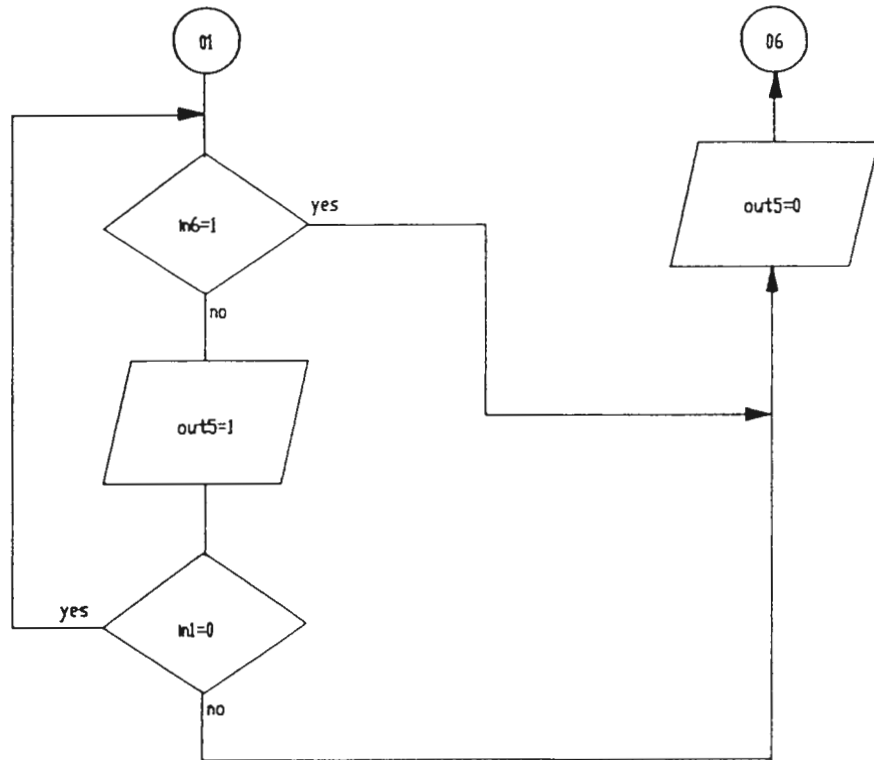 01
06
in6=1
yes
out5=0
no
out5=1
yes
in1=0
no